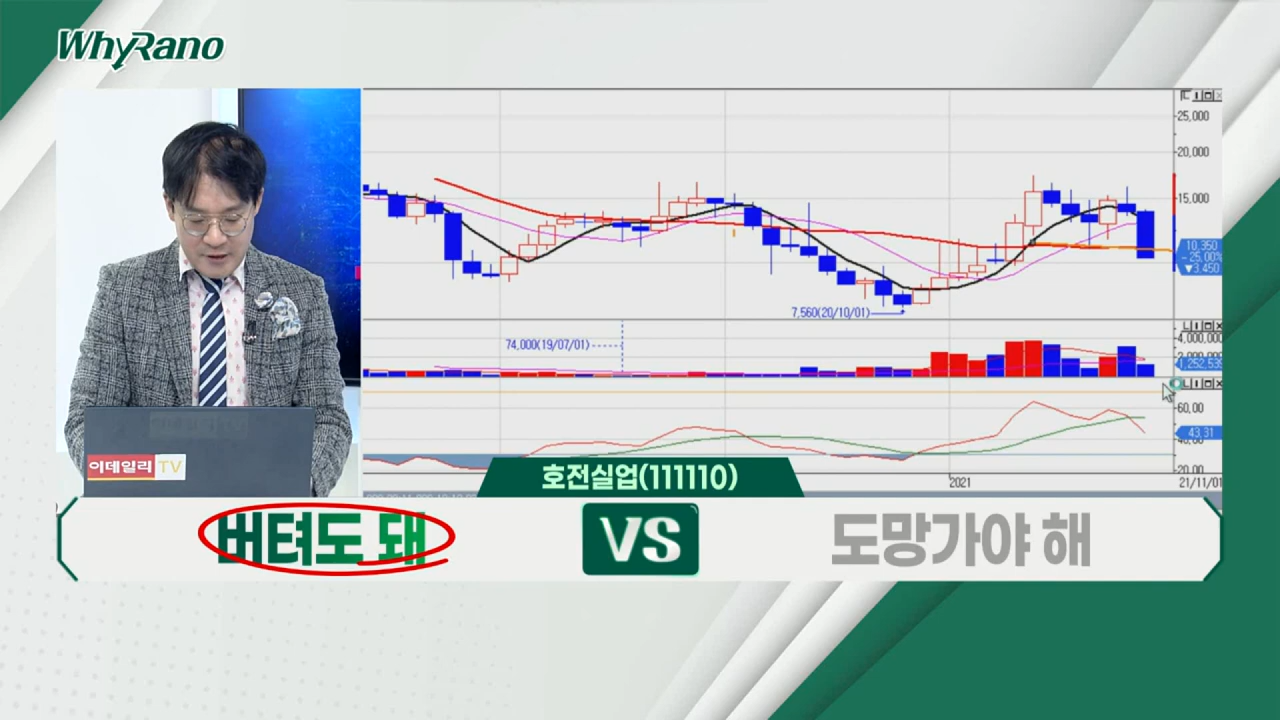 WhyRano
25,000
20,000
15,000
10,350
-25.00%
▼3,450
7,560(20/10/01)
74,000(19/07/01)
4,000,000
60,00
43,31
20,00
2021
21/11/01
이데일리TV
호전실업(111110)
버텨도 돼
VS
도망가야 해